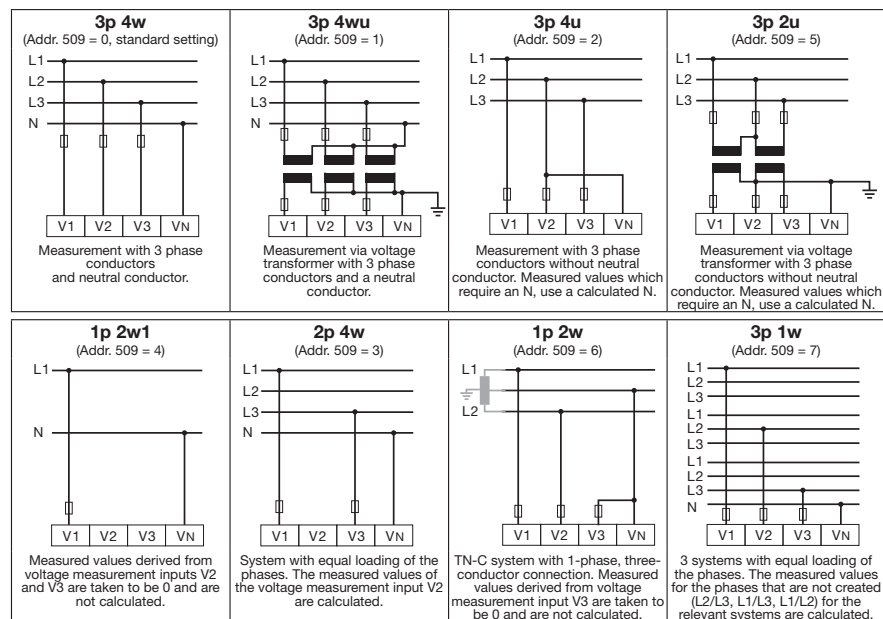 3p 4w
(Addr. 509 = 0, standard setting)
L1
L2
L3
N
V1 V2 V3 VN
Measurement with 3 phase
conductors
and neutral conductor.
3p 4wu
(Addr. 509 = 1)
L1
L2
L3
N
V1 V2 V3 VN
Measurement via voltage
transformer with 3 phase
conductors and a neutral
conductor.
3p 4u
(Addr. 509 = 2)
L1
L2
L3
V1 V2 V3 VN
Measurement with 3 phase
conductors without neutral
conductor. Measured values which
require an N, use a calculated N.
3p 2u
(Addr. 509 = 5)
L1
L2
L3
V1 V2 V3 VN
Measurement via voltage
transformer with 3 phase
conductors without neutral
conductor. Measured values which
require an N, use a calculated N.
1p 2w1
(Addr. 509 = 4)
L1
N
V1 V2 V3 VN
Measured values derived from
voltage measurement inputs V2
and V3 are taken to be 0 and are
not calculated.
2p 4w
(Addr. 509 = 3)
L1
L2
L3
N
V1 V2 V3 VN
System with equal loading of the
phases. The measured values of
the voltage measurement input V2
are calculated.
1p 2w
(Addr. 509 = 6)
L1
L2
V1 V2 V3 VN
TN-C system with 1-phase, three-
conductor connection. Measured
values derived from voltage
measurement input V3 are taken to
be 0 and are not calculated.
3p 1w
(Addr. 509 = 7)
L1
L2
L3
L1
L2
L3
L1
L2
L3
N
V1 V2 V3 VN
3 systems with equal loading of
the phases. The measured values
for the phases that are not created
(L2/L3, L1/L3, L1/L2) for the
relevant systems are calculated.